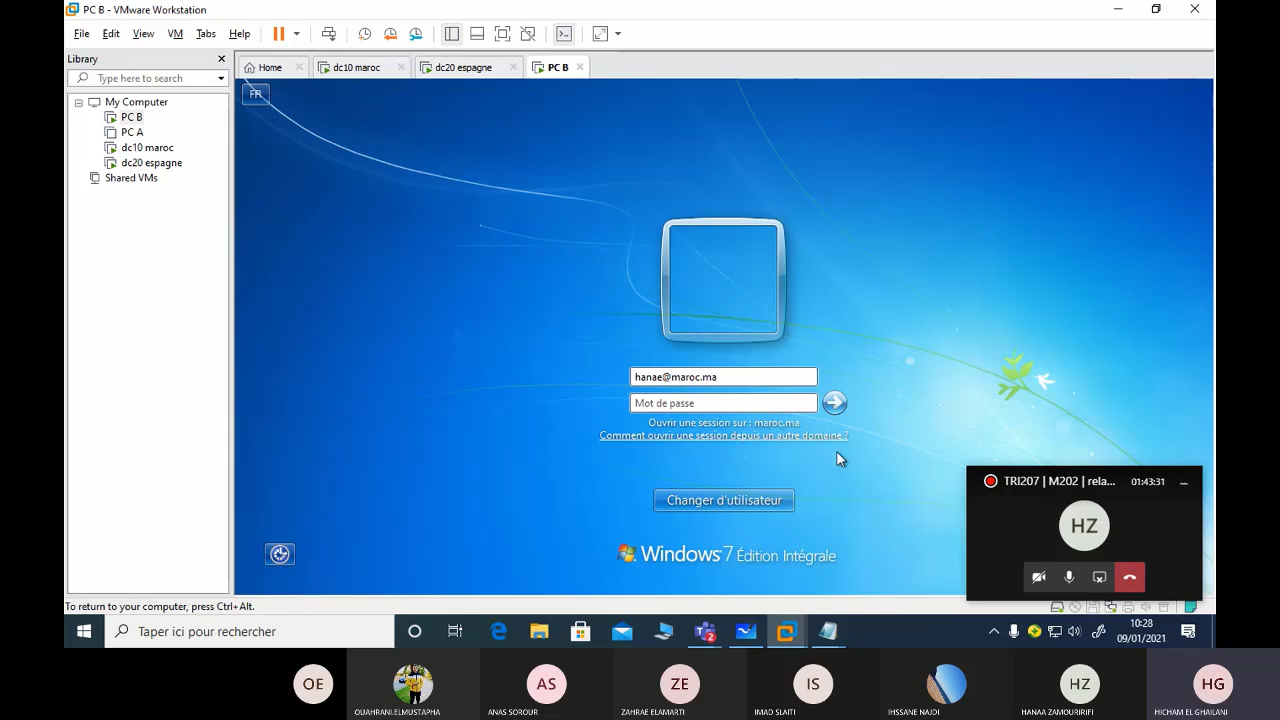 PC B - VMware Workstation
File Edit View VM Tabs Help
Library
Type here to search
Home
dc10 maroc
dc20 espagne
PC B
My Computer
PC B
PC A
dc10 maroc
dc20 espagne
Shared VMs
FR
hanae@maroc.ma
Mot de passe
Ouvrir une session sur : maroc.ma
Comment ouvrir une session depuis un autre domaine ?
Changer d'utilisateur
Windows 7 Édition Intégrale
TRI207 | M202 | rela...
01:43:31
HZ
To return to your computer, press Ctrl+Alt.
Taper ici pour rechercher
10:28
09/01/2021
OE
AS
ZE
IS
HZ
HG
OUAHRANI.ELMUSTAPHA
ANAS SOROUR
ZAHRAE ELAMARTI
IMAD SLAITI
IHSSANE NAJDI
HANAA ZAMOURIRIFI
HICHAM EL GHAILANI